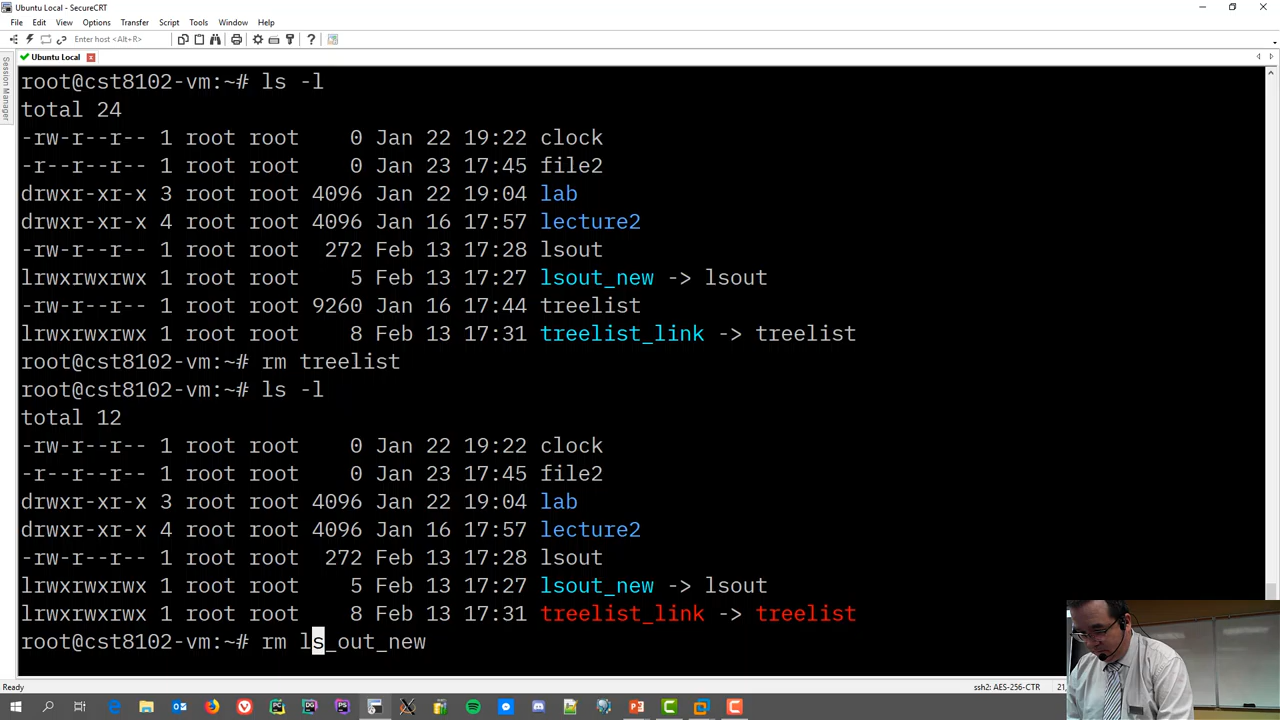 Ubuntu Local - SecureCRT
File Edit View Options Transfer Script Tools Window Help
Enter host <Alt+R>
Ubuntu Local
Session Manager
root@cst8102-vm:~# ls -l
total 24
-rw-r--r-- 1 root root    0 Jan 22 19:22 clock
-r--r--r-- 1 root root    0 Jan 23 17:45 file2
drwxr-xr-x 3 root root 4096 Jan 22 19:04 lab
drwxr-xr-x 4 root root 4096 Jan 16 17:57 lecture2
-rw-r--r-- 1 root root  272 Feb 13 17:28 lsout
lrwxrwxrwx 1 root root    5 Feb 13 17:27 lsout_new -> lsout
-rw-r--r-- 1 root root 9260 Jan 16 17:44 treelist
lrwxrwxrwx 1 root root    8 Feb 13 17:31 treelist_link -> treelist
root@cst8102-vm:~# rm treelist
root@cst8102-vm:~# ls -l
total 12
-rw-r--r-- 1 root root    0 Jan 22 19:22 clock
-r--r--r-- 1 root root    0 Jan 23 17:45 file2
drwxr-xr-x 3 root root 4096 Jan 22 19:04 lab
drwxr-xr-x 4 root root 4096 Jan 16 17:57 lecture2
-rw-r--r-- 1 root root  272 Feb 13 17:28 lsout
lrwxrwxrwx 1 root root    5 Feb 13 17:27 lsout_new -> lsout
lrwxrwxrwx 1 root root    8 Feb 13 17:31 treelist_link -> treelist
root@cst8102-vm:~# rm ls_out_new
Ready
ssh2: AES-256-CTR
21,